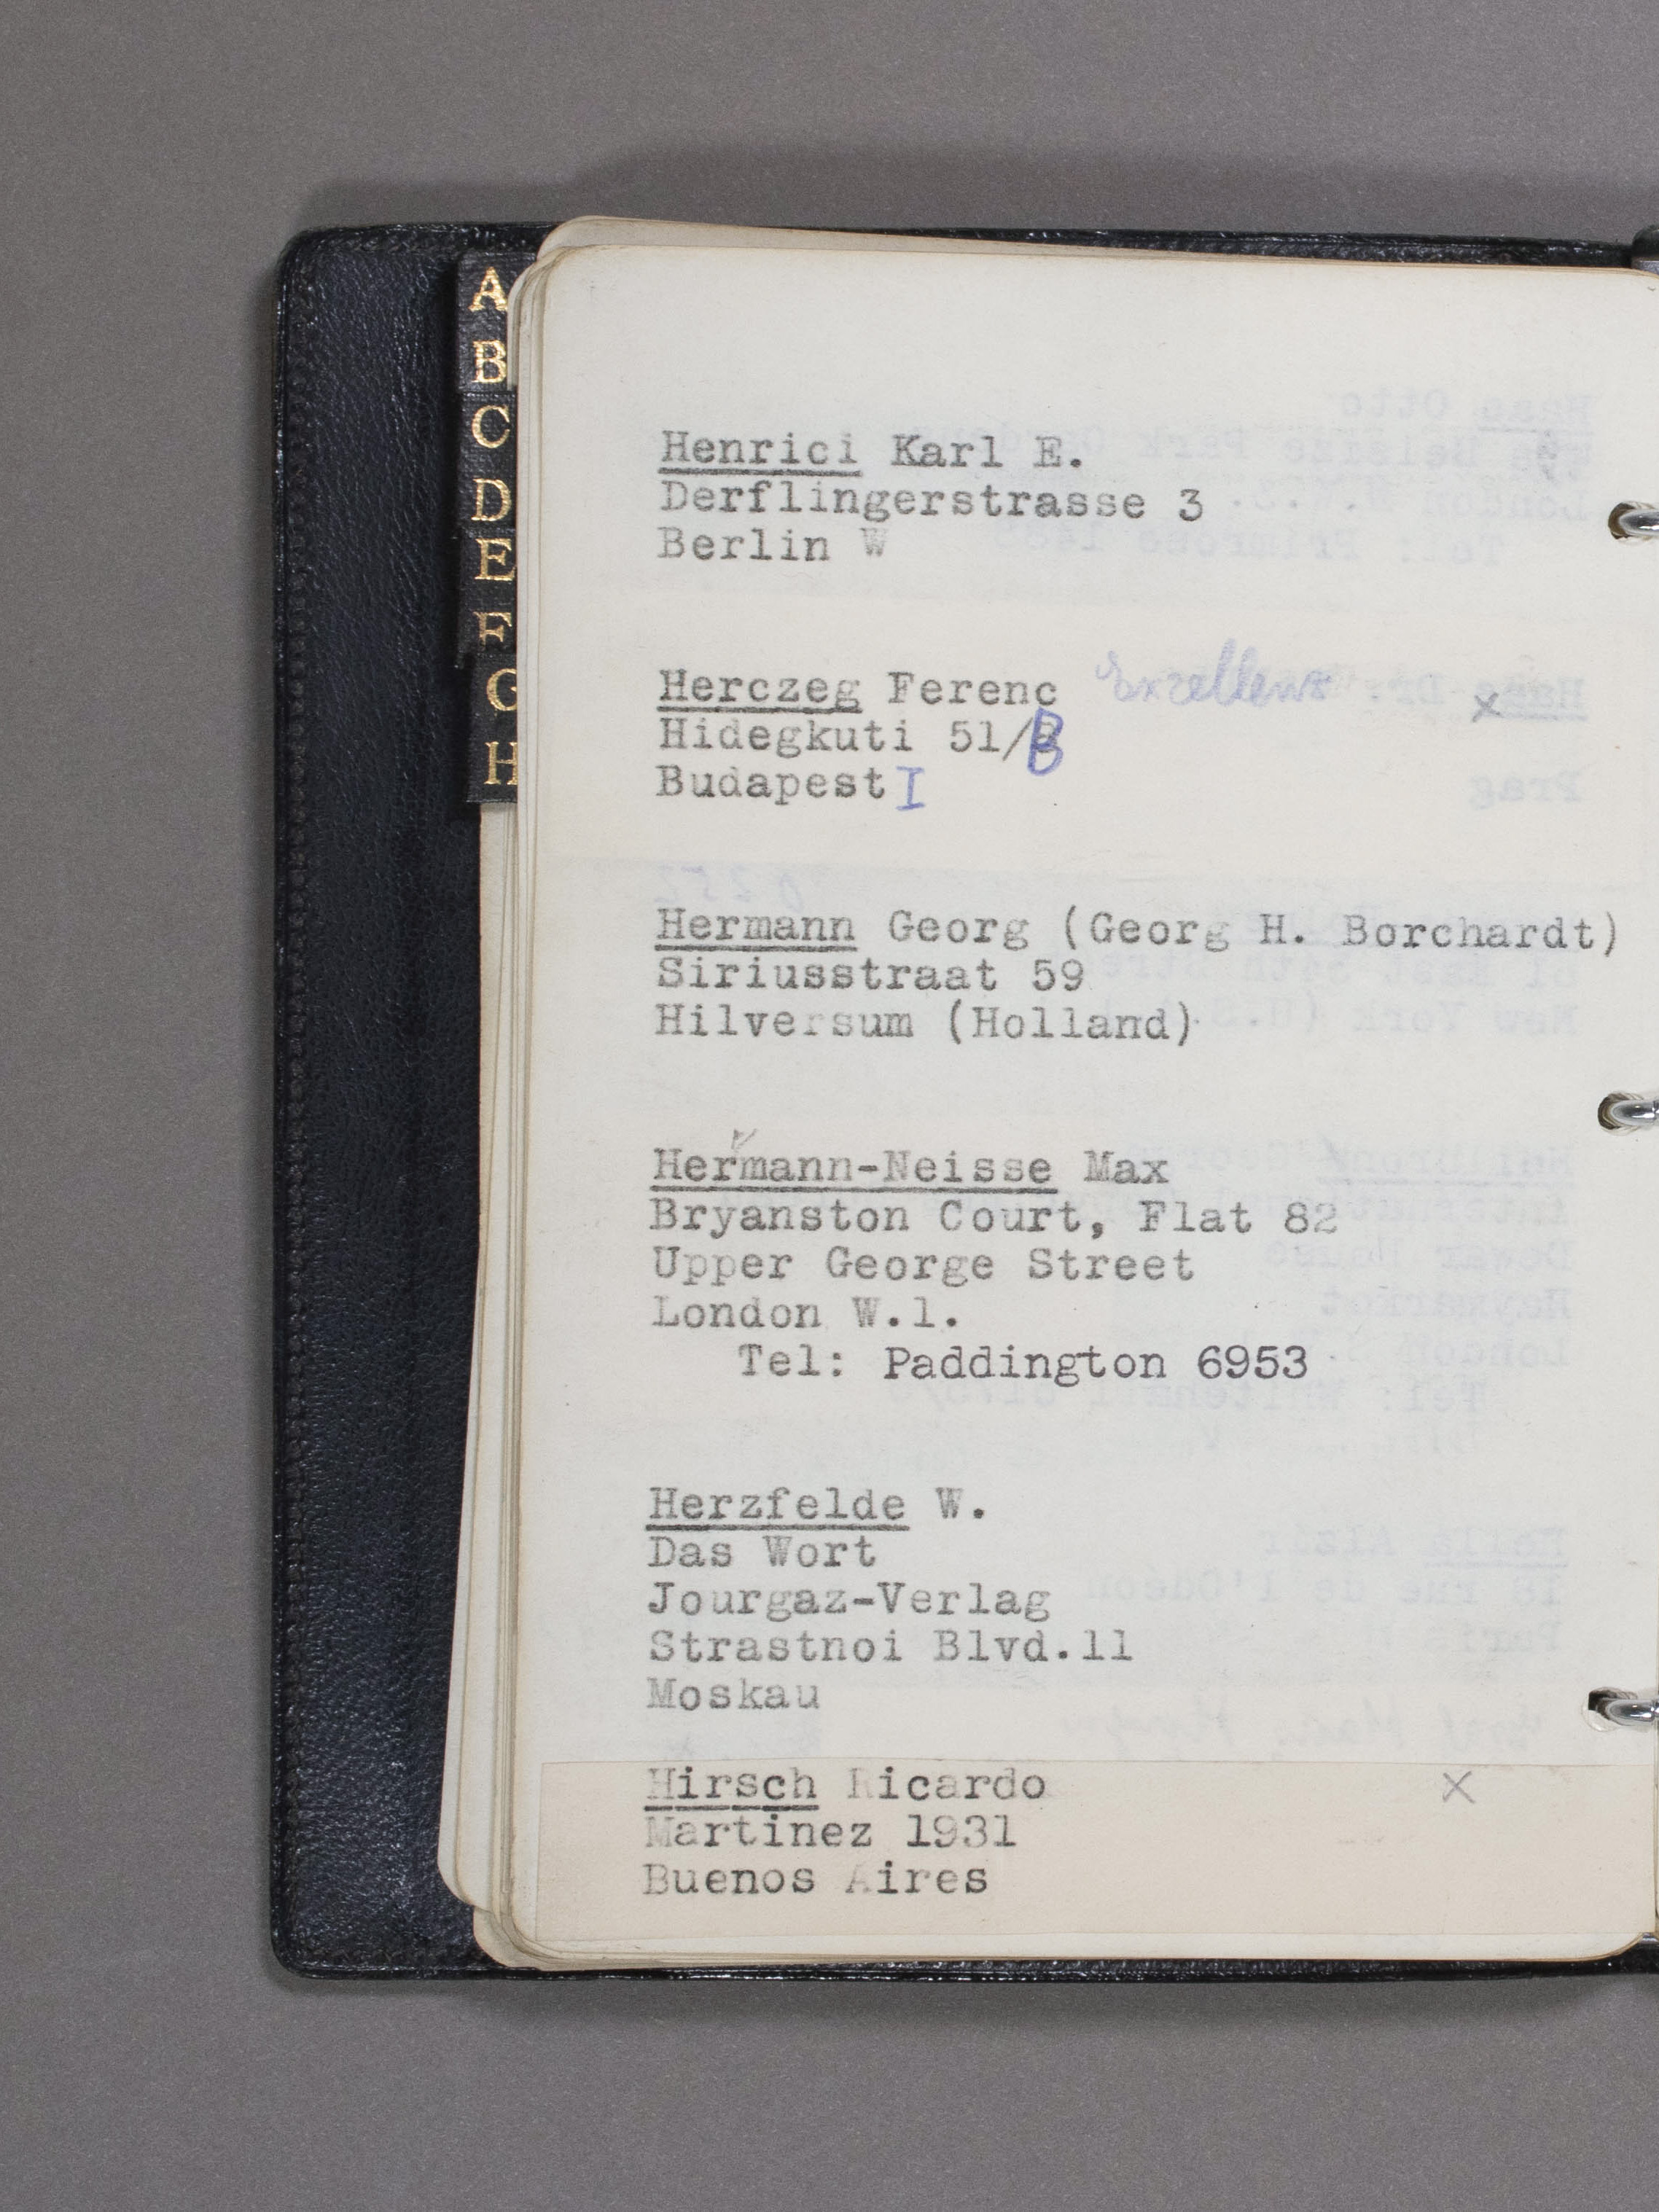 A
B
C
D
E
F
G
H
Henrici Karl E.
Derflingerstrasse 3
Berlin W
Herczeg Ferenc Exzellenz x
Hidegkuti 51/B
Budapest I
Hermann Georg (Georg H. Borchardt)
Siriusstraat 59
Hilversum (Holland)
Hermann-Neisse Max
Bryanston Court, Flat 82
Upper George Street
London W.1.
Tel: Paddington 6953
Herzfelde W.
Das Wort
Jourgaz-Verlag
Strastnoi Blvd.11
Moskau
Hirsch Ricardo x
Martinez 1931
Buenos Aires